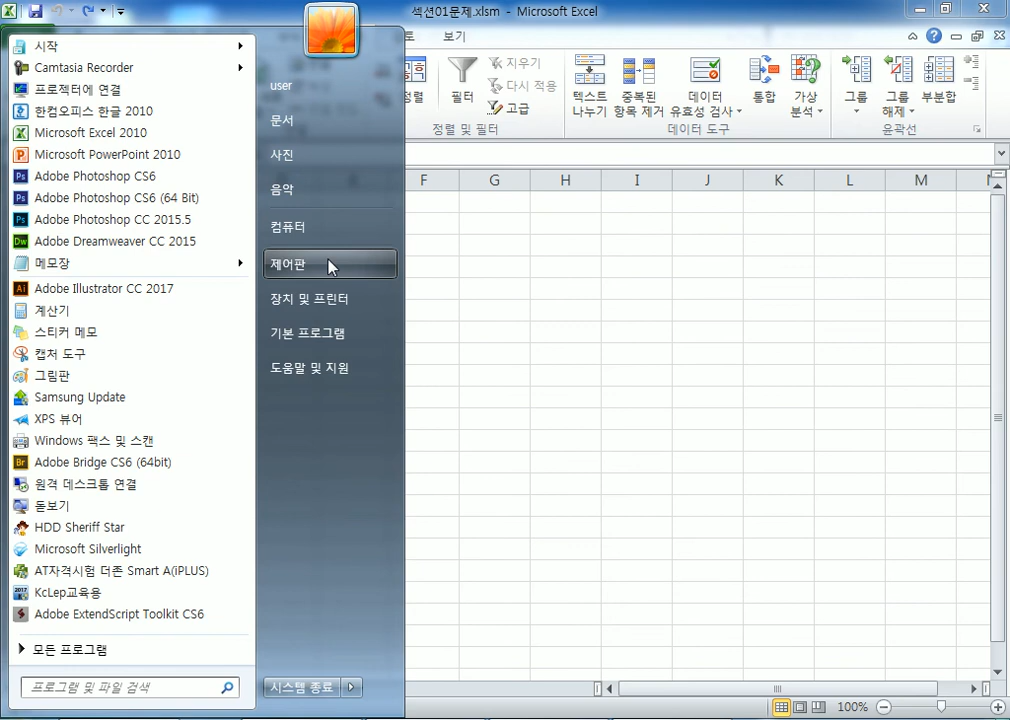 섹션01문제.xlsm - Microsoft Excel
보기
지우기
다시 적용
고급
필터
정렬 및 필터
텍스트 나누기
중복된 항목 제거
데이터 유효성 검사
통합
가상 분석
데이터 도구
그룹
그룹 해제
부분합
윤곽선
F G H I J K L M
시작
Camtasia Recorder
프로젝터에 연결
한컴오피스 한글 2010
Microsoft Excel 2010
Microsoft PowerPoint 2010
Adobe Photoshop CS6
Adobe Photoshop CS6 (64 Bit)
Adobe Photoshop CC 2015.5
Adobe Dreamweaver CC 2015
메모장
Adobe Illustrator CC 2017
계산기
스티커 메모
캡처 도구
그림판
Samsung Update
XPS 뷰어
Windows 팩스 및 스캔
Adobe Bridge CS6 (64bit)
원격 데스크톱 연결
돋보기
HDD Sheriff Star
Microsoft Silverlight
AT자격시험 더존 Smart A(iPLUS)
KcLep교육용
Adobe ExtendScript Toolkit CS6
모든 프로그램
프로그램 및 파일 검색
user
문서
사진
음악
컴퓨터
제어판
장치 및 프린터
기본 프로그램
도움말 및 지원
시스템 종료
100%